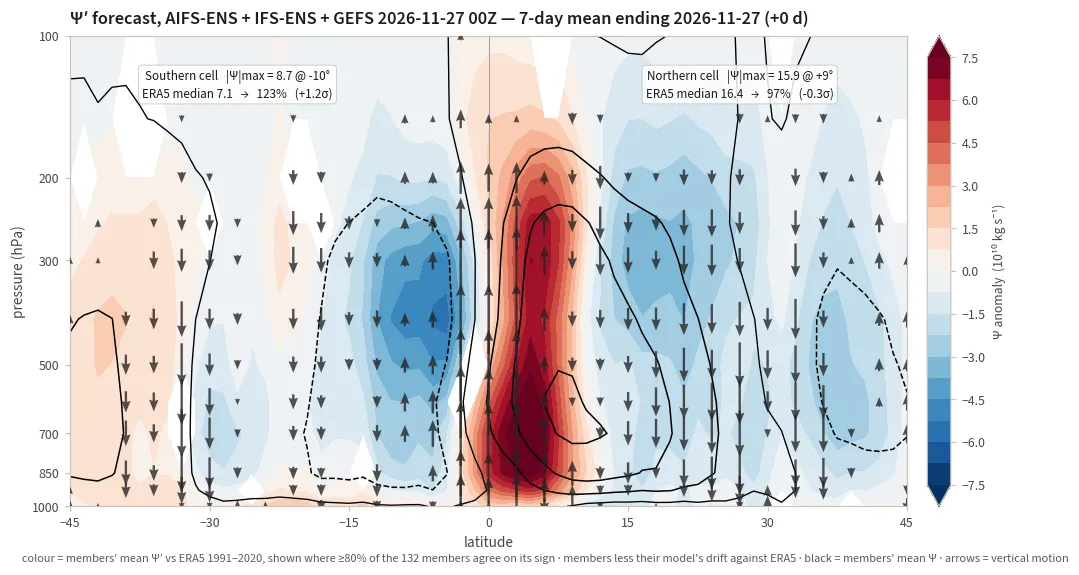 Ψ′ forecast, AIFS-ENS + IFS-ENS + GEFS 2026-11-27 00Z — 7-day mean ending 2026-11-27 (+0 d)
Southern cell |Ψ|max = 8.7 @ -10°
ERA5 median 7.1 → 123% (+1.2σ)
Northern cell |Ψ|max = 15.9 @ +9°
ERA5 median 16.4 → 97% (-0.3σ)
pressure (hPa)
100
200
300
500
700
850
1000
−45
−30
−15
0
15
30
45
latitude
7.5
6.0
4.5
3.0
1.5
0.0
−1.5
−3.0
−4.5
−6.0
−7.5
Ψ anomaly (10¹⁰ kg s⁻¹)
colour = members' mean Ψ′ vs ERA5 1991–2020, shown where ≥80% of the 132 members agree on its sign · members less their model's drift against ERA5 · black = members' mean Ψ · arrows = vertical motion